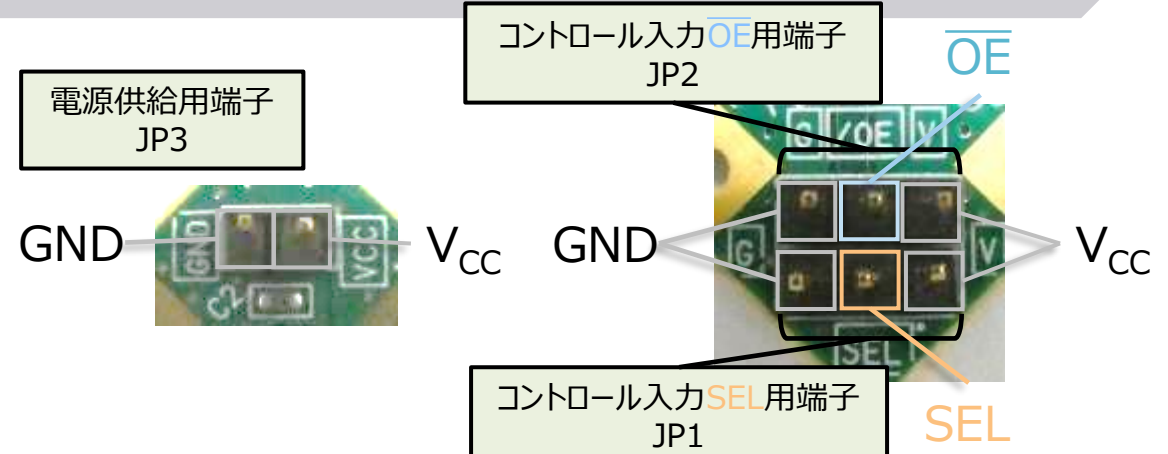 コントロール入力OE用端子
JP2
OE
電源供給用端子
JP3
G /OE V
GND
GND
VCC
VCC
C2
GND
G
V
VCC
SEL
コントロール入力SEL用端子
JP1
SEL